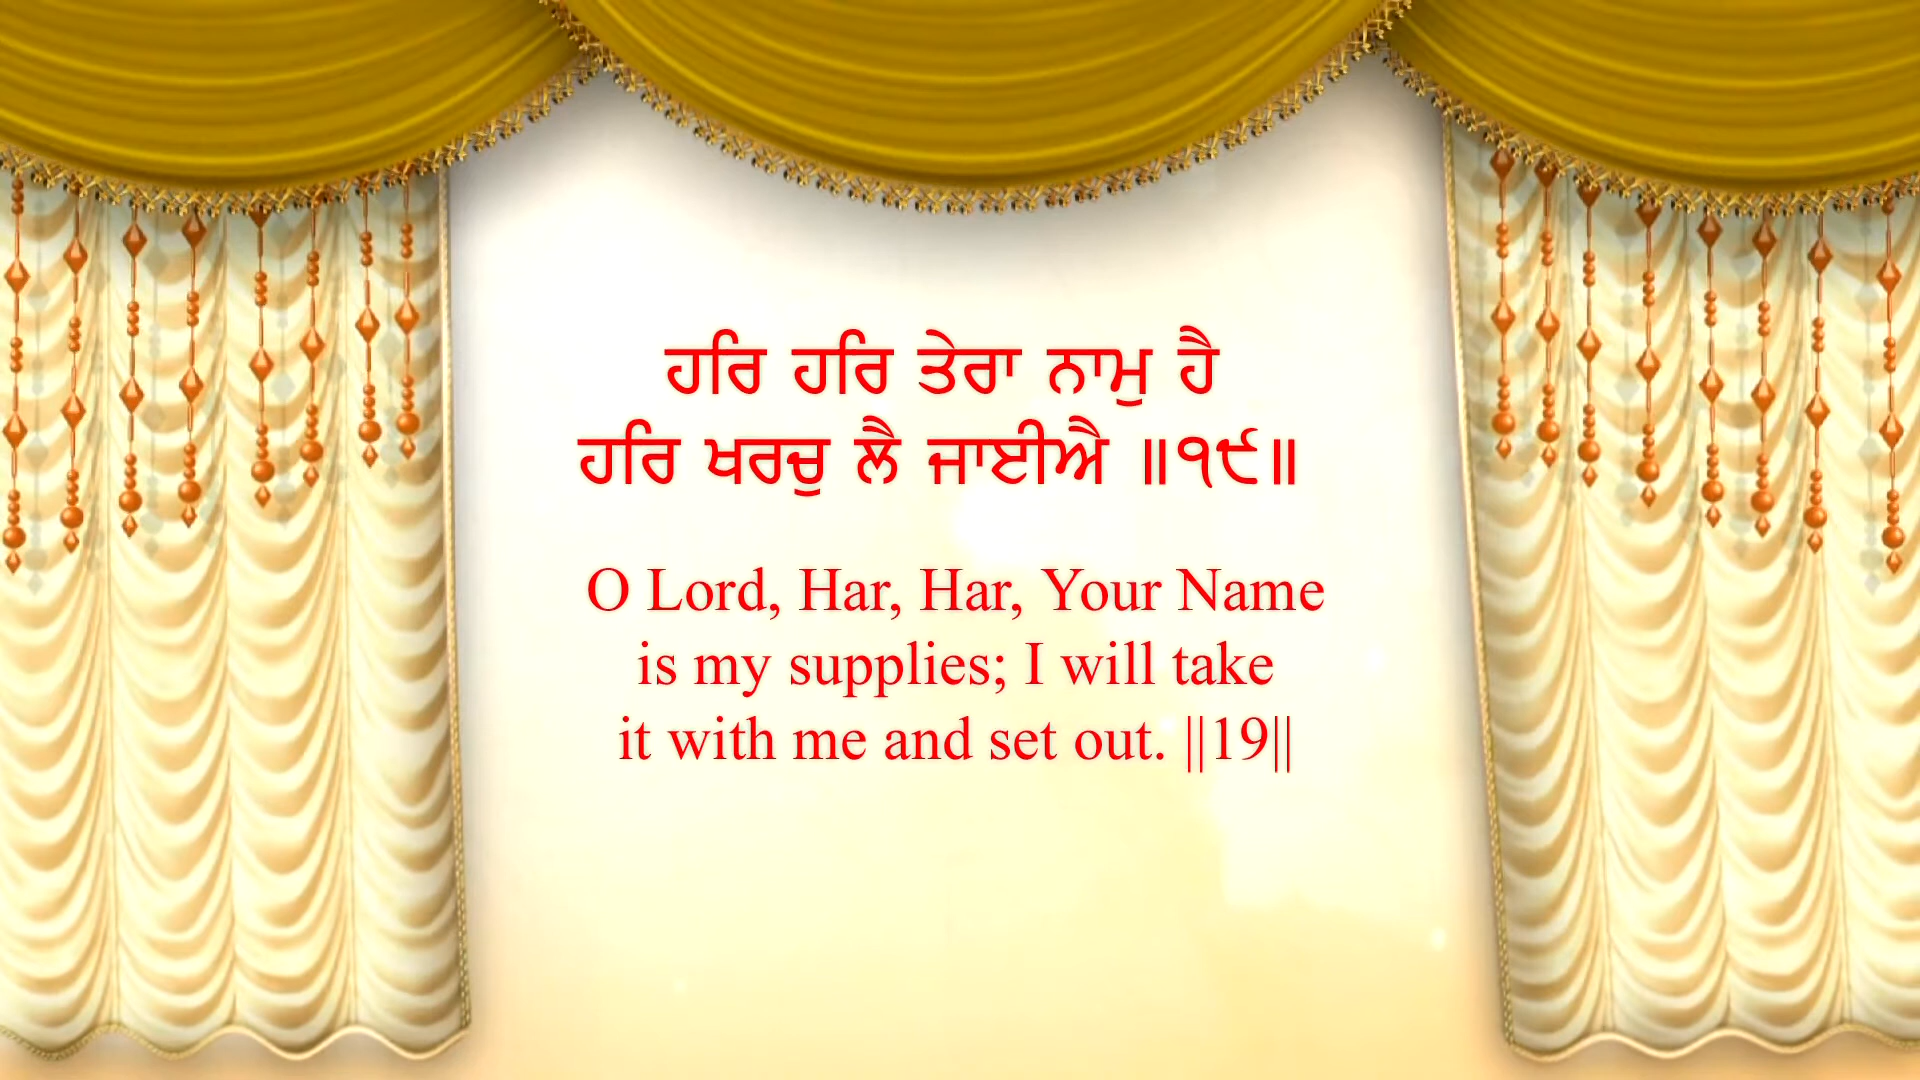 ਹਰਿ ਹਰਿ ਤੇਰਾ ਨਾਮੁ ਹੈ
ਹਰਿ ਖਰਚੁ ਲੈ ਜਾਈਐ ॥੧੯॥
O Lord, Har, Har, Your Name
is my supplies; I will take
it with me and set out. ||19||